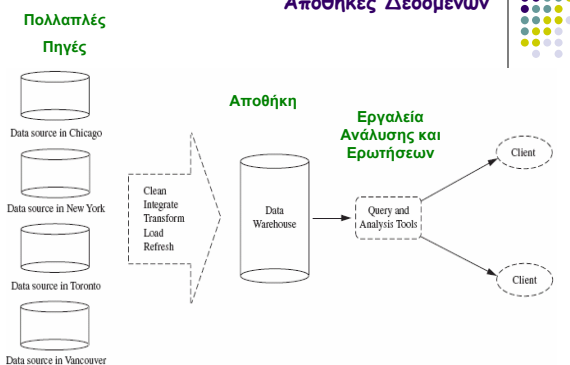 Αποθήκες Δεδομένων
Πολλαπλές
Πηγές
Data source in Chicago
Data source in New York
Data source in Toronto
Data source in Vancouver
Clean
Integrate
Transform
Load
Refresh
Αποθήκη
Data
Warehouse
Εργαλεία
Ανάλυσης και
Ερωτήσεων
Query and
Analysis Tools
Client
Client